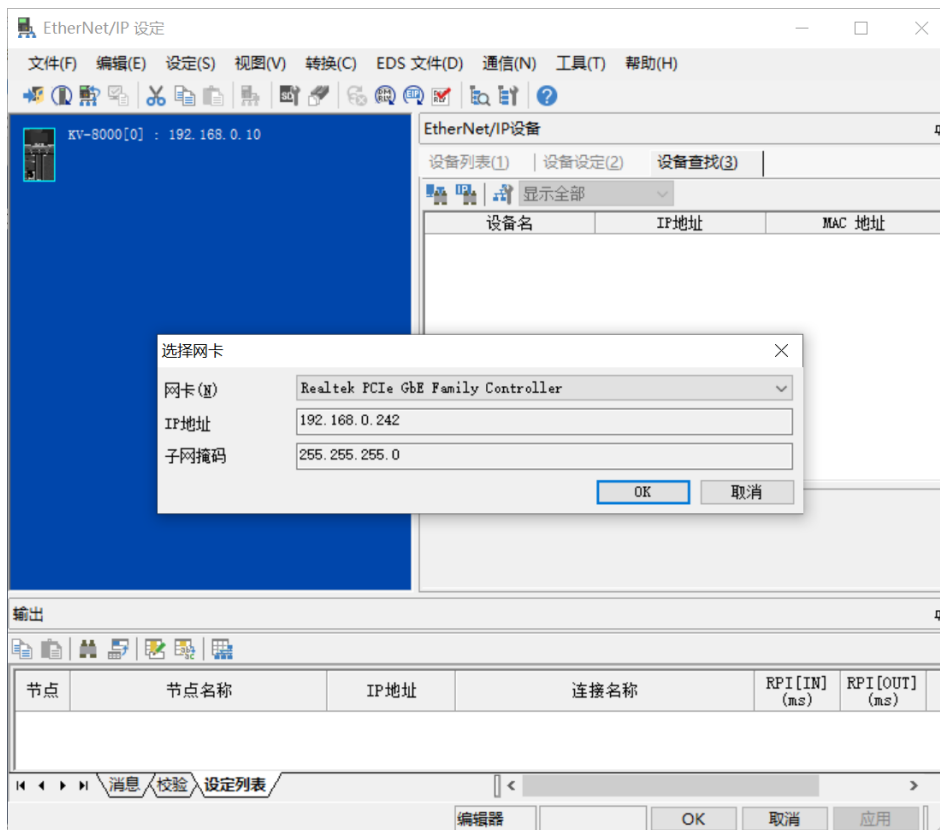 EtherNet/IP 设定
文件(F) 编辑(E) 设定(S) 视图(V) 转换(C) EDS 文件(D) 通信(N) 工具(T) 帮助(H)
KV-8000[0] : 192.168.0.10
EtherNet/IP设备
设备列表(1) 设备设定(2) 设备查找(3)
显示全部
设备名 IP地址 MAC 地址
选择网卡
网卡(N) Realtek PCIe GbE Family Controller
IP地址 192.168.0.242
子网掩码 255.255.255.0
OK 取消
输出
节点 节点名称 IP地址 连接名称 RPI[IN] (ms) RPI[OUT] (ms)
消息 校验 设定列表
编辑器 OK 取消 应用